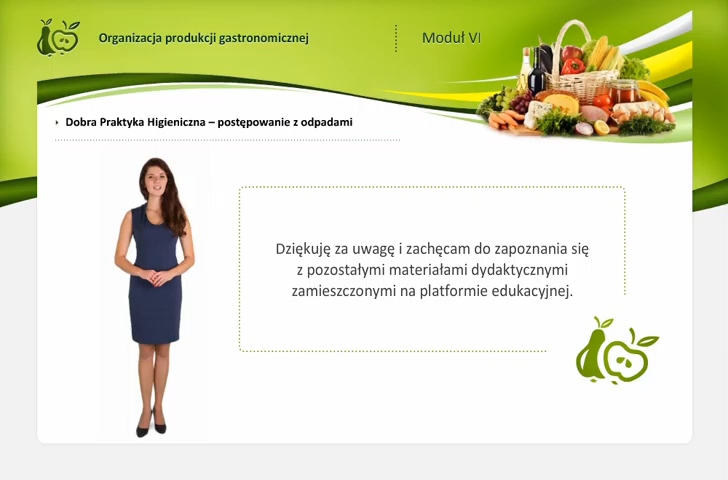 Organizacja produkcji gastronomicznej
Moduł VI
Dobra Praktyka Higieniczna – postępowanie z odpadami
Dziękuję za uwagę i zachęcam do zapoznania się
z pozostałymi materiałami dydaktycznymi
zamieszczonymi na platformie edukacyjnej.